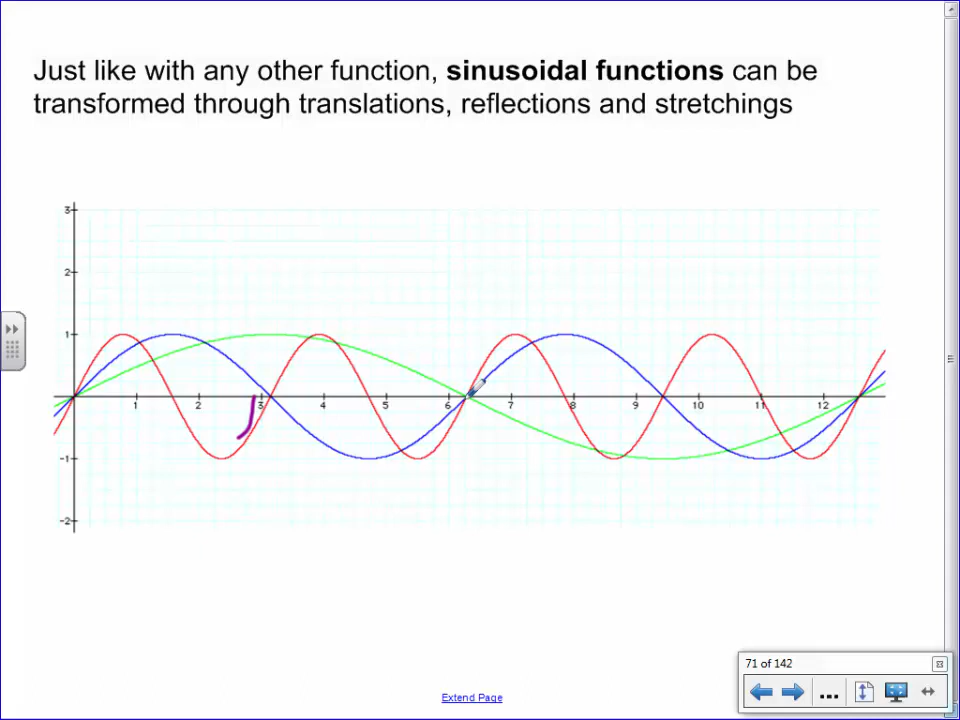 Just like with any other function, sinusoidal functions can be
transformed through translations, reflections and stretchings
3
2
1
1 2 3 4 5 6 7 8 9 10 11 12
-1
-2
71 of 142
Extend Page